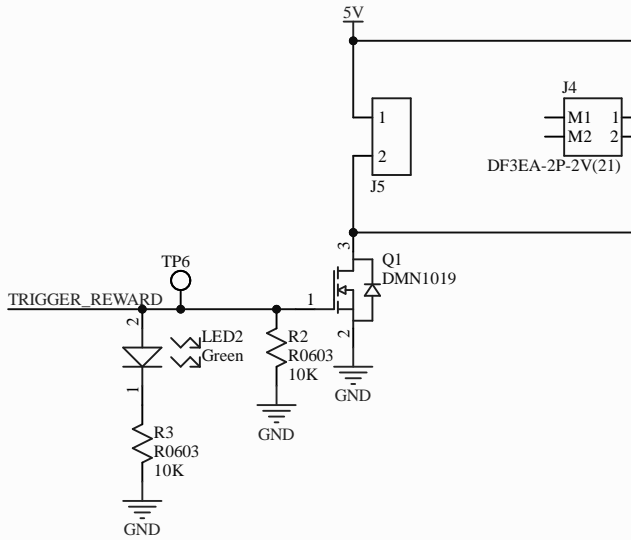 5V
J4
1
2
J5
M1 1
M2 2
DF3EA-2P-2V(21)
3
Q1
DMN1019
TP6
TRIGGER_REWARD
1
2
2
LED2
Green
R2
R0603
10K
1
GND
R3
R0603
10K
GND
GND